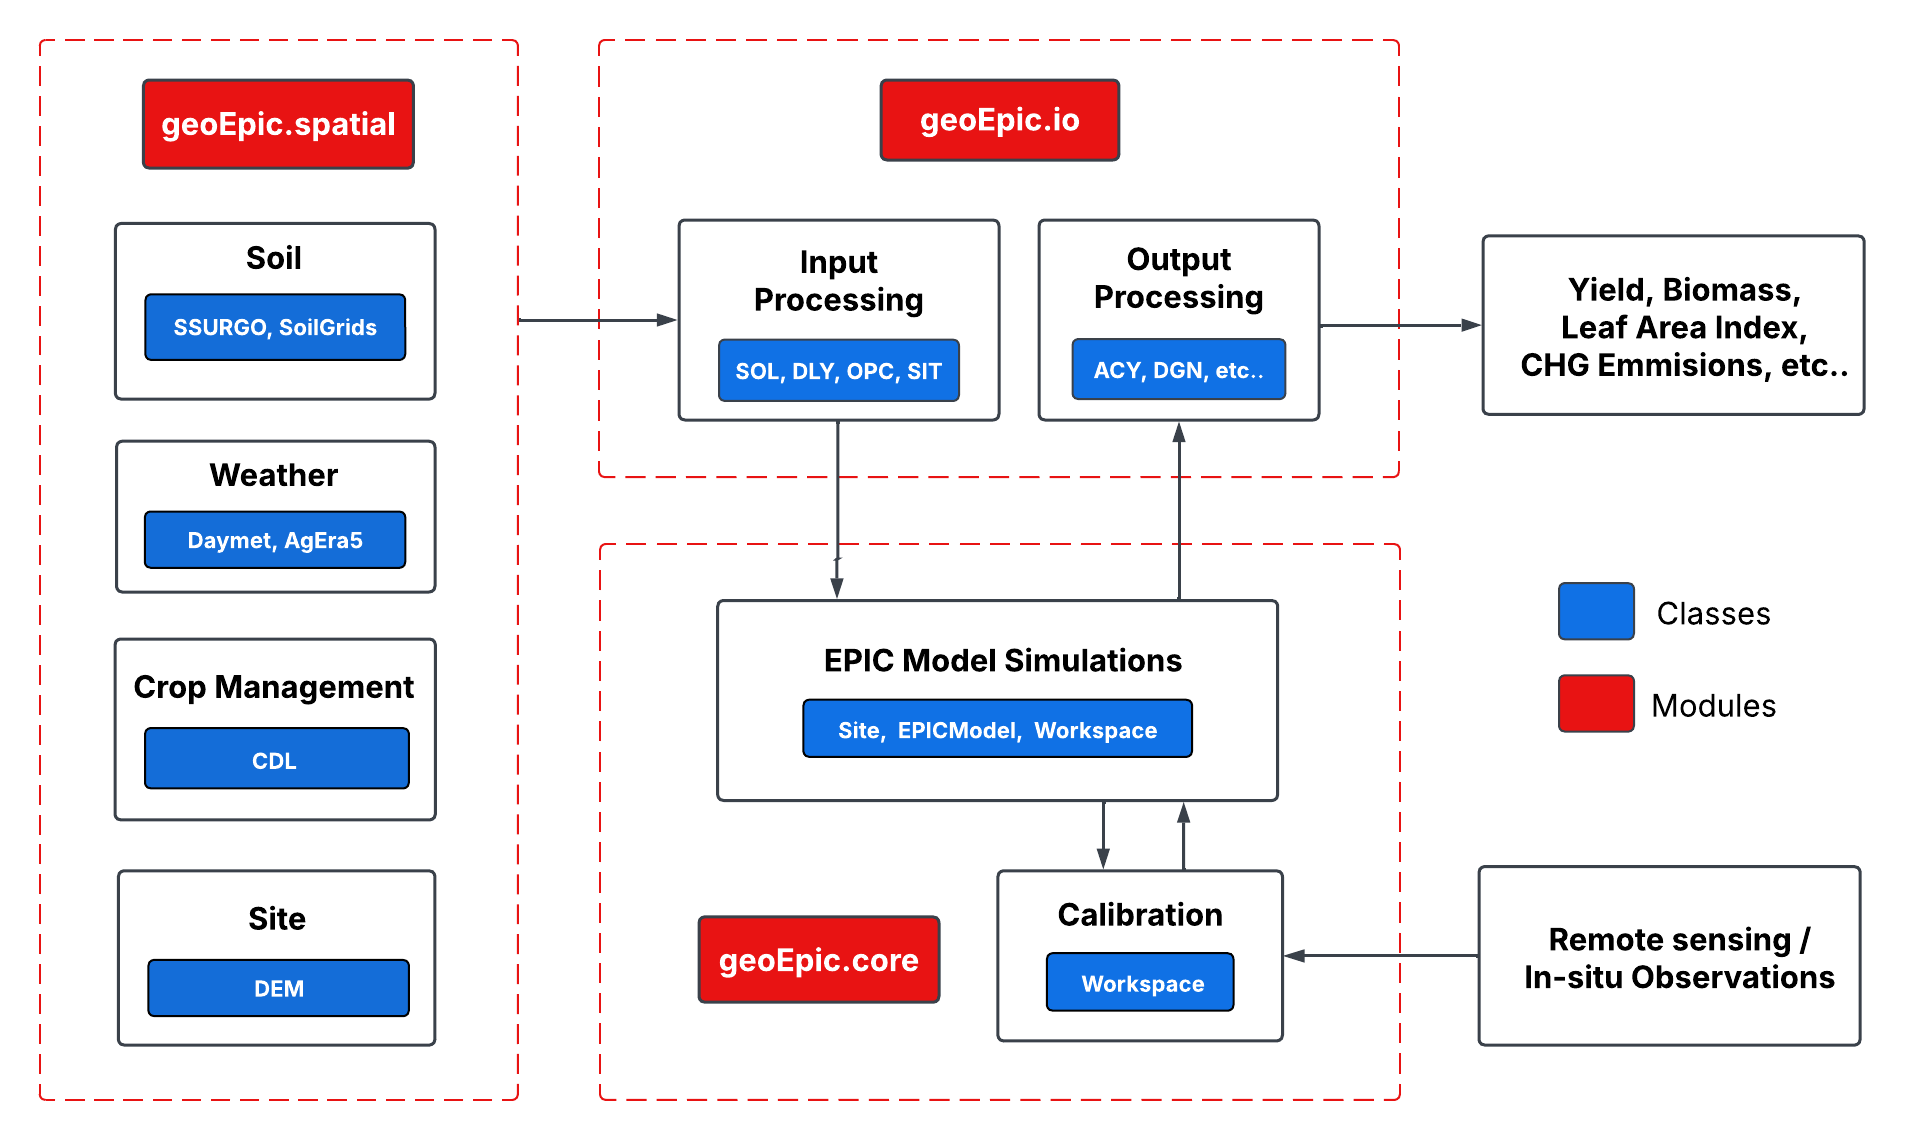 geoEpic.spatial
Soil
SSURGO, SoilGrids
Weather
Daymet, AgEra5
Crop Management
CDL
Site
DEM
geoEpic.io
Input
Processing
SOL, DLY, OPC, SIT
Output
Processing
ACY, DGN, etc..
Yield, Biomass,
Leaf Area Index,
CHG Emmisions, etc..
EPIC Model Simulations
Site, EPICModel, Workspace
geoEpic.core
Calibration
Workspace
Classes
Modules
Remote sensing /
In-situ Observations